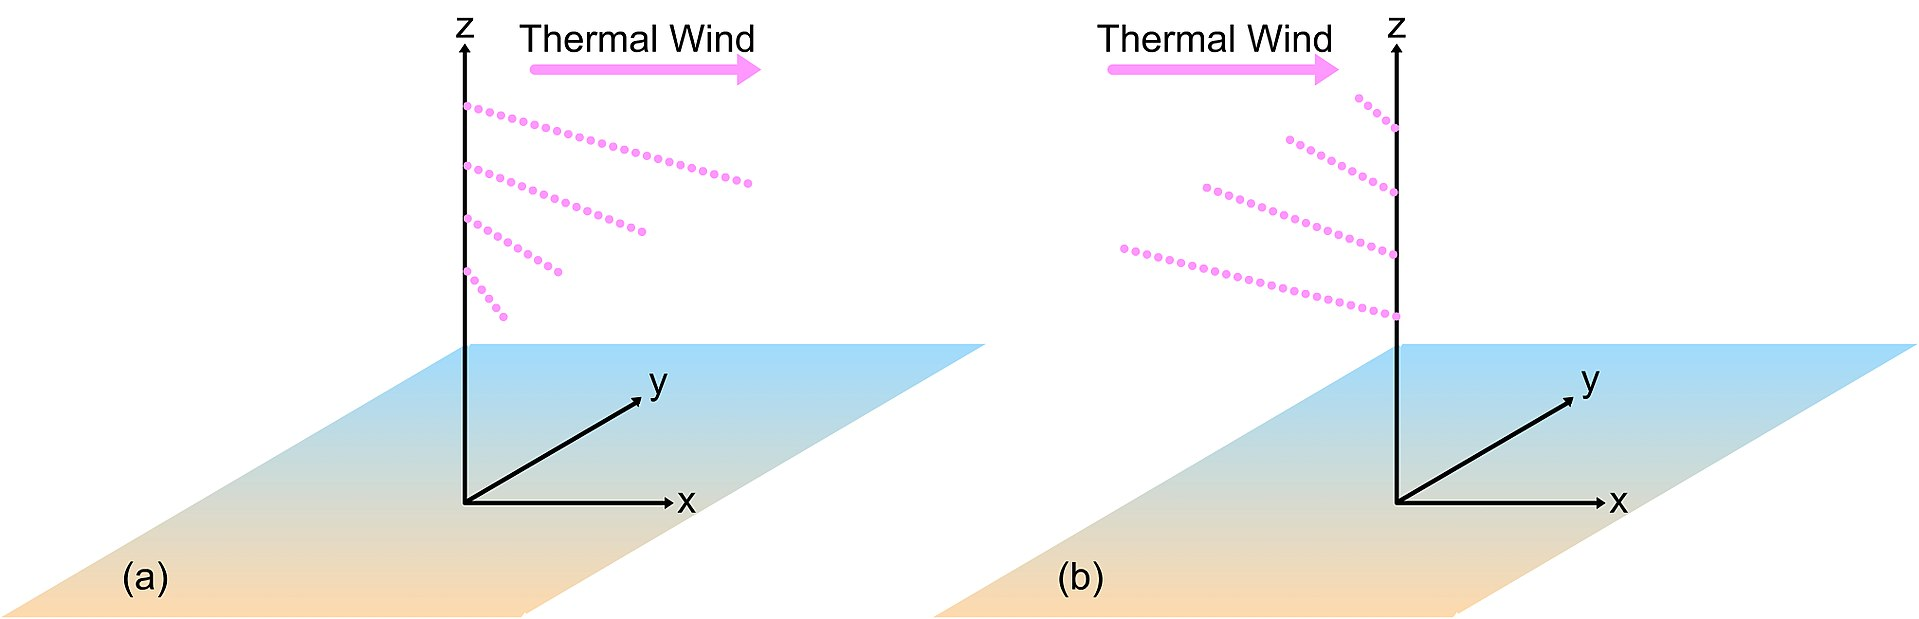 z
Thermal Wind
y
x
(a)
Thermal Wind
z
y
x
(b)